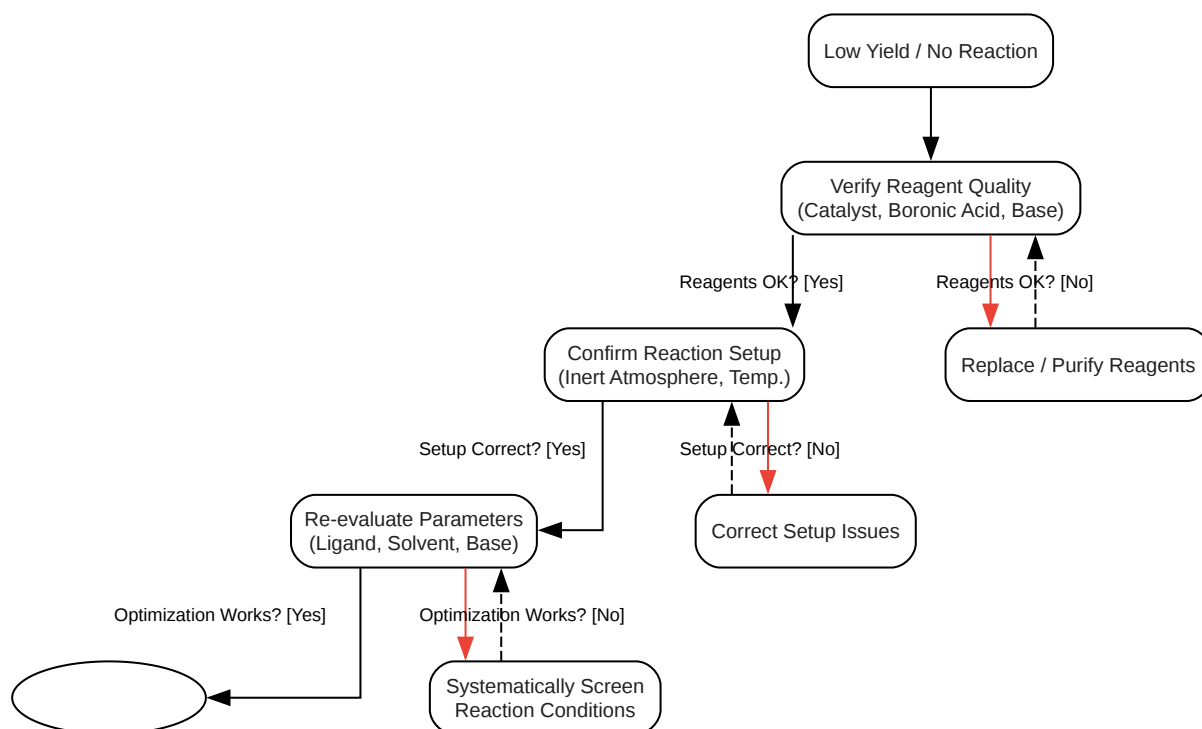 Low Yield / No Reaction
Verify Reagent Quality
(Catalyst, Boronic Acid, Base)
Reagents OK? [Yes]
Reagents OK? [No]
Confirm Reaction Setup
(Inert Atmosphere, Temp.)
Replace / Purify Reagents
Setup Correct? [Yes]
Setup Correct? [No]
Re-evaluate Parameters
(Ligand, Solvent, Base)
Correct Setup Issues
Optimization Works? [Yes]
Optimization Works? [No]
Systematically Screen
Reaction Conditions